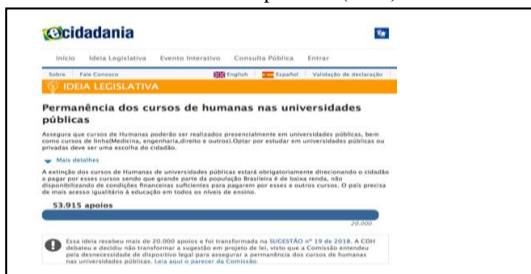 ecidadania
Início Ideia Legislativa Evento Interativo Consulta Pública Entrar
Sobre Fale Conosco English Español Validação de declaração
IDEIA LEGISLATIVA
Permanência dos cursos de humanas nas universidades
públicas
Assegura que cursos de Humanas poderão ser realizados presencialmente em universidades públicas, bem
como cursos de linha(Medicina, engenharia,direito e outros).Optar por estudar em universidades públicas ou
privadas deve ser uma escolha do cidadão.
Mais detalhes
A extinção dos cursos de Humanas de universidades públicas estará obrigatoriamente direcionando o cidadão
a pagar por esses cursos sendo que grande parte da população Brasileira é de baixa renda, não
disponibilizando de condições financeiras suficientes para pagarem por esses e outros cursos. O país precisa
de mais acesso igualitário à educação em todos os níveis de ensino.
53.915 apoios
20.000
Essa ideia recebeu mais de 20.000 apoios e foi transformada na SUGESTÃO nº 19 de 2018. A CDH
debateu e decidiu não transformar a sugestão em projeto de lei, visto que a Comissão entendeu
pela desnecessidade de dispositivo legal para assegurar a permanência dos cursos de humanas
nas universidades públicas. Leia aqui o parecer da Comissão.